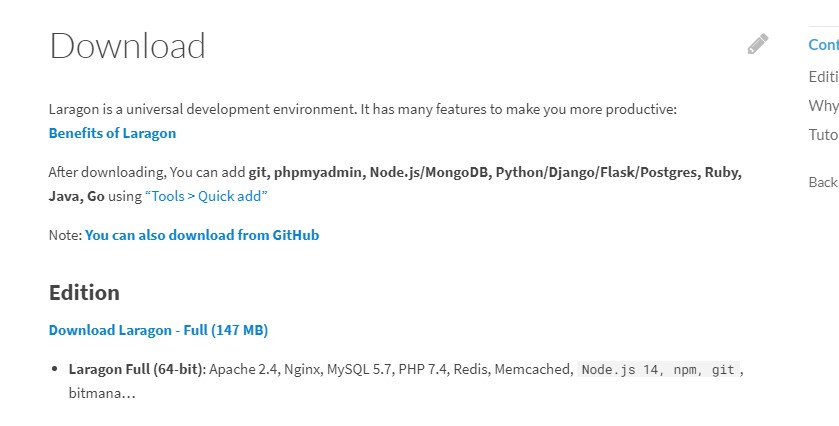 Download
Laragon is a universal development environment. It has many features to make you more productive:
Benefits of Laragon
After downloading, You can add git, phpmyadmin, Node.js/MongoDB, Python/Django/Flask/Postgres, Ruby,
Java, Go using “Tools > Quick add”
Note: You can also download from GitHub
Edition
Download Laragon - Full (147 MB)
Laragon Full (64-bit): Apache 2.4, Nginx, MySQL 5.7, PHP 7.4, Redis, Memcached, Node.js 14, npm, git,
bitmana…
Cont
Editi
Why
Tuto
Back